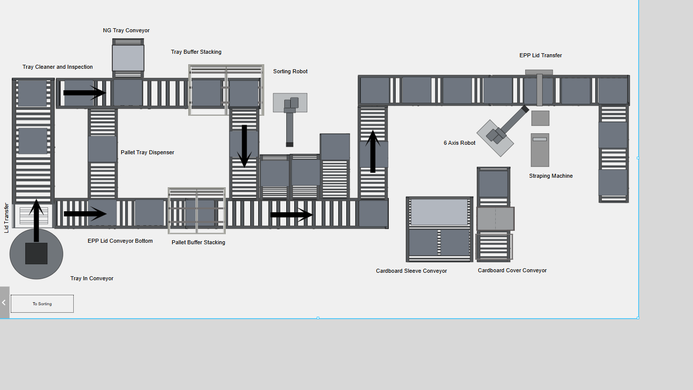 NG Tray Conveyor
Tray Buffer Stacking
EPP Lid Transfer
Tray Cleaner and Inspection
Sorting Robot
6 Axis Robot
Pallet Tray Dispenser
Straping Machine
Lid Transfer
EPP Lid Conveyor Bottom
Pallet Buffer Stacking
Cardboard Sleeve Conveyor
Cardboard Cover Conveyor
Tray In Conveyor
To Sorting